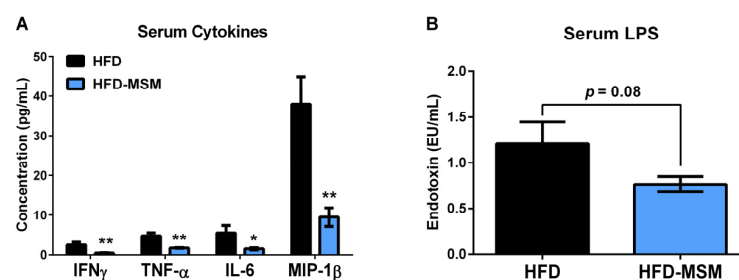 A
Serum Cytokines
Concentration (pg/mL)
50
40
30
20
10
0
HFD
HFD-MSM
**
**
*
**
IFNγ
TNF-α
IL-6
MIP-1β
B
Serum LPS
Endotoxin (EU/mL)
2.0
1.5
1.0
0.5
0.0
p = 0.08
HFD
HFD-MSM